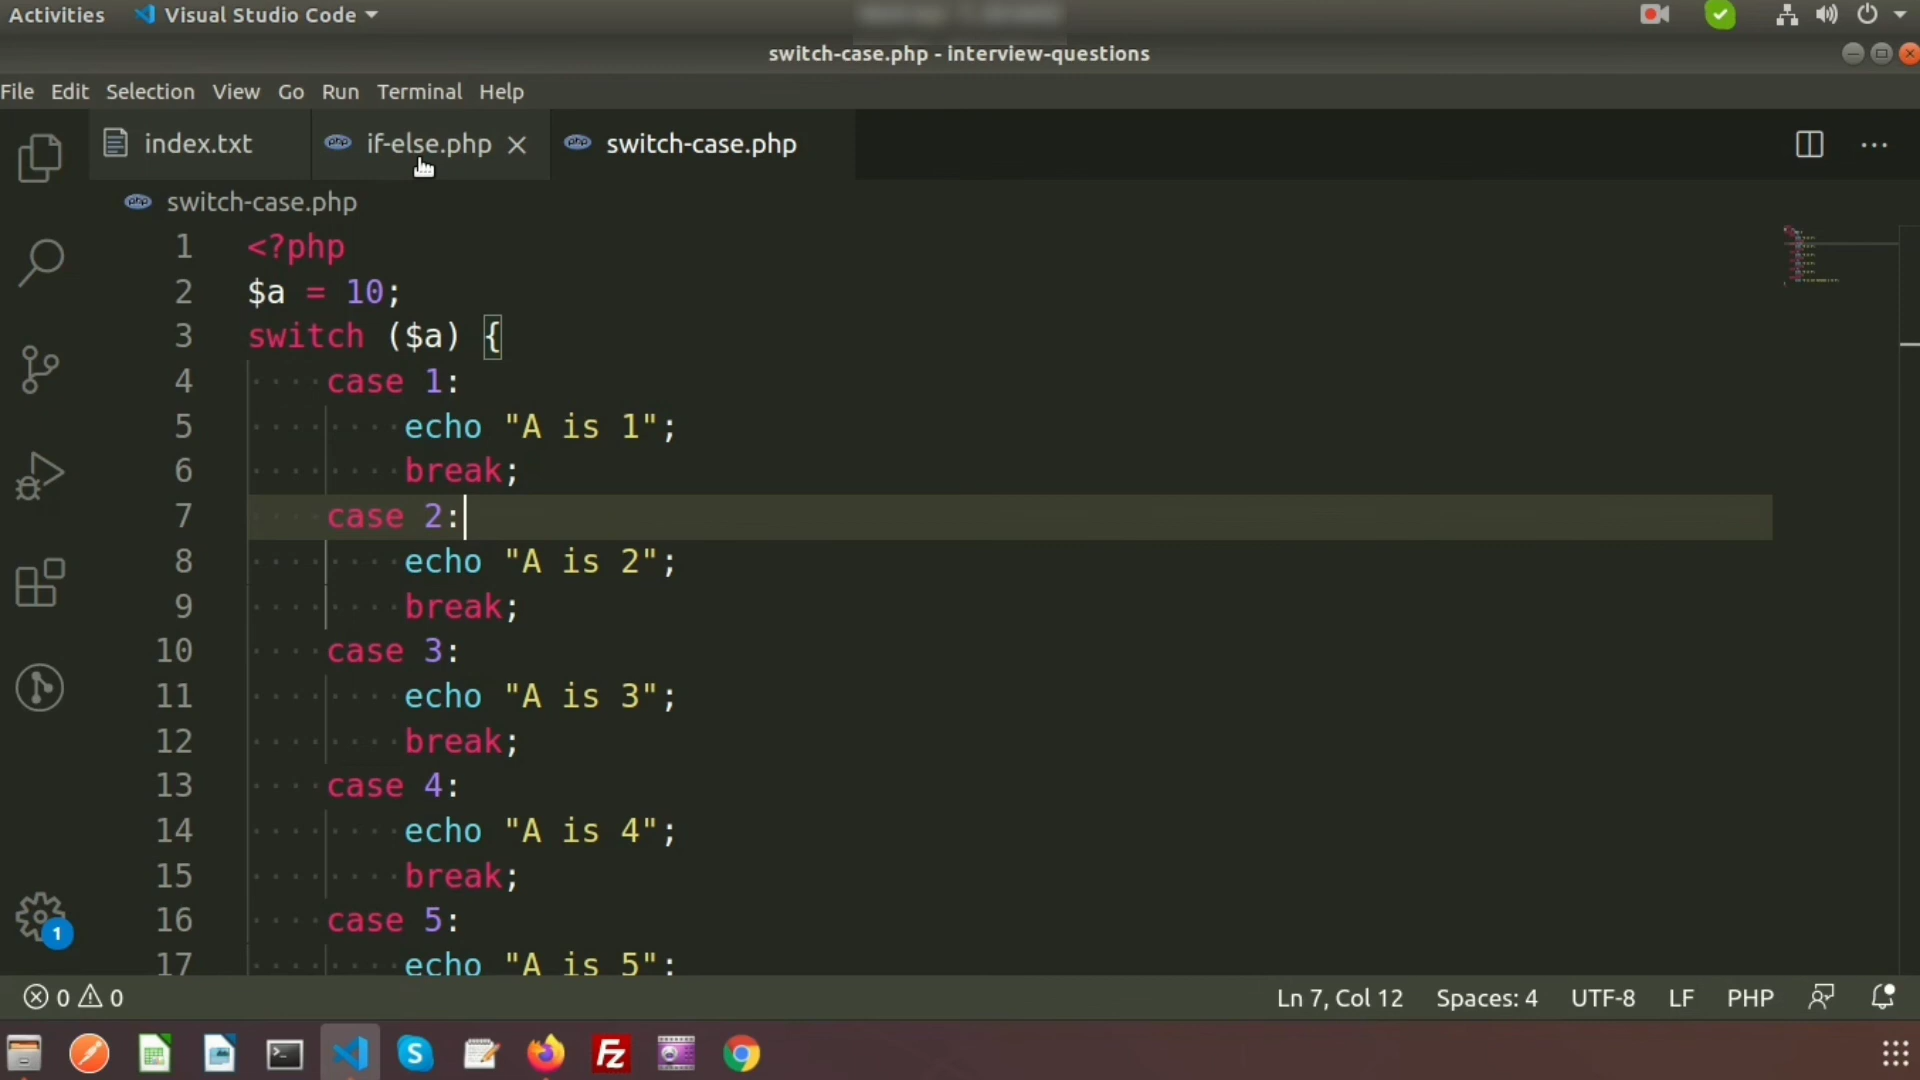 Activities Visual Studio Code
switch-case.php - interview-questions
File Edit Selection View Go Run Terminal Help
index.txt if-else.php switch-case.php
switch-case.php
1 <?php
2 $a = 10;
3 switch ($a) {
4 case 1:
5 echo "A is 1";
6 break;
7 case 2:
8 echo "A is 2";
9 break;
10 case 3:
11 echo "A is 3";
12 break;
13 case 4:
14 echo "A is 4";
15 break;
16 case 5:
17 echo "A is 5";
1
0 0 Ln 7, Col 12 Spaces: 4 UTF-8 LF PHP